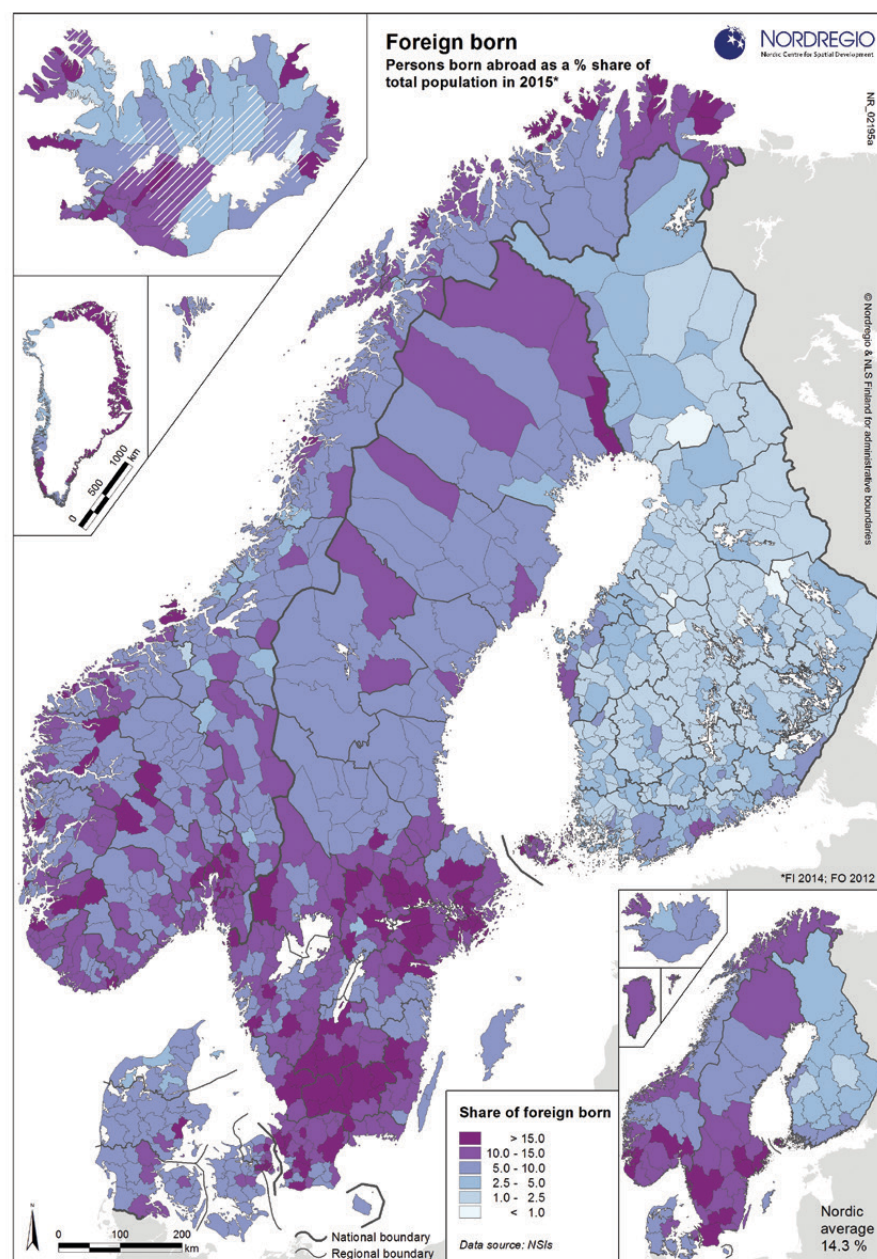 Foreign born
Persons born abroad as a % share of
total population in 2015*
NORDREGIO
Nordic Centre for Spatial Development
NR_02195a
© Nordregio & NLS Finland for administrative boundaries
0 500 1000
km
*FI 2014; FO 2012
Share of foreign born
> 15.0
10.0 - 15.0
5.0 - 10.0
2.5 - 5.0
1.0 - 2.5
< 1.0
Data source: NSIs
National boundary
Regional boundary
N
0 100 200
km
Nordic
average
14.3 %